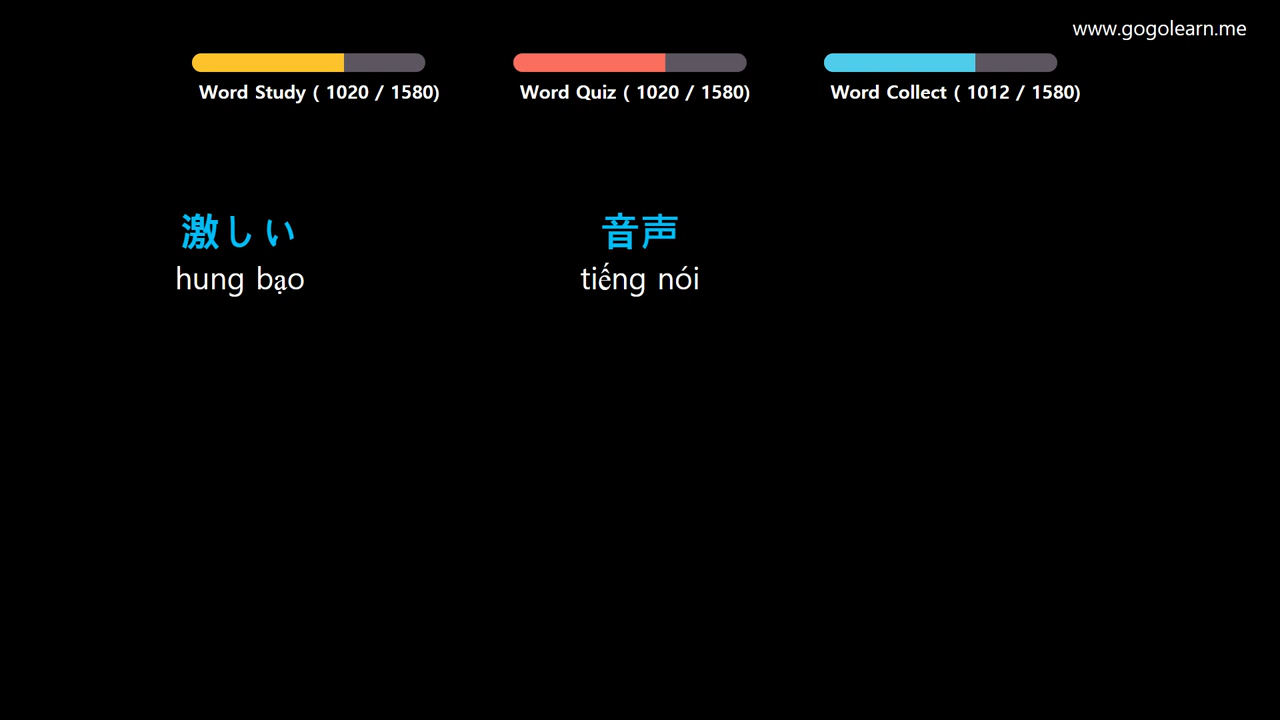 www.gogolearn.me
Word Study ( 1020 / 1580)
Word Quiz ( 1020 / 1580)
Word Collect ( 1012 / 1580)
激しい
hung bạo
音声
tiếng nói